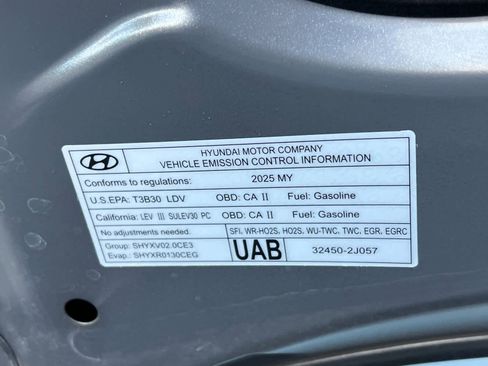 HYUNDAI MOTOR COMPANY
VEHICLE EMISSION CONTROL INFORMATION
Conforms to regulations: 2025 MY
U.S.EPA: T3B30 LDV OBD: CA II Fuel: Gasoline
California: LEV III SULEV30 PC OBD: CA II Fuel: Gasoline
No adjustments needed. SFI, WR-HO2S, HO2S, WU-TWC, TWC, EGR, EGRC
Group: SHYXV02.0CE3
Evap.: SHYXR0130CEG
UAB 32450-2J057